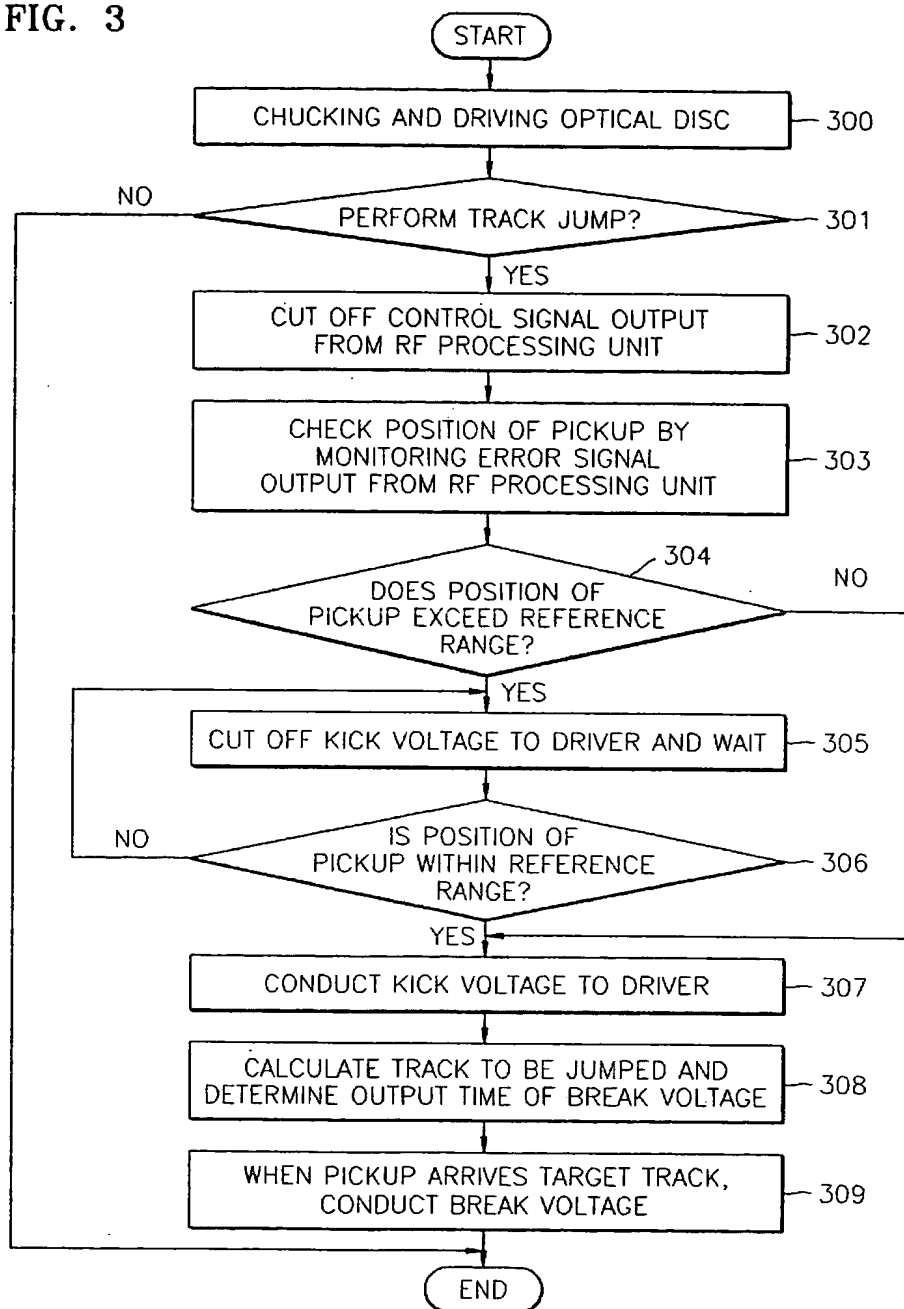 FIG. 3
START
CHUCKING AND DRIVING OPTICAL DISC
300
NO
PERFORM TRACK JUMP?
301
YES
CUT OFF CONTROL SIGNAL OUTPUT
FROM RF PROCESSING UNIT
302
CHECK POSITION OF PICKUP BY
MONITORING ERROR SIGNAL
OUTPUT FROM RF PROCESSING UNIT
303
304
DOES POSITION OF
PICKUP EXCEED REFERENCE
RANGE?
NO
YES
CUT OFF KICK VOLTAGE TO DRIVER AND WAIT
305
NO
IS POSITION OF
PICKUP WITHIN REFERENCE
RANGE?
306
YES
CONDUCT KICK VOLTAGE TO DRIVER
307
CALCULATE TRACK TO BE JUMPED AND
DETERMINE OUTPUT TIME OF BREAK VOLTAGE
308
WHEN PICKUP ARRIVES TARGET TRACK,
CONDUCT BREAK VOLTAGE
309
END